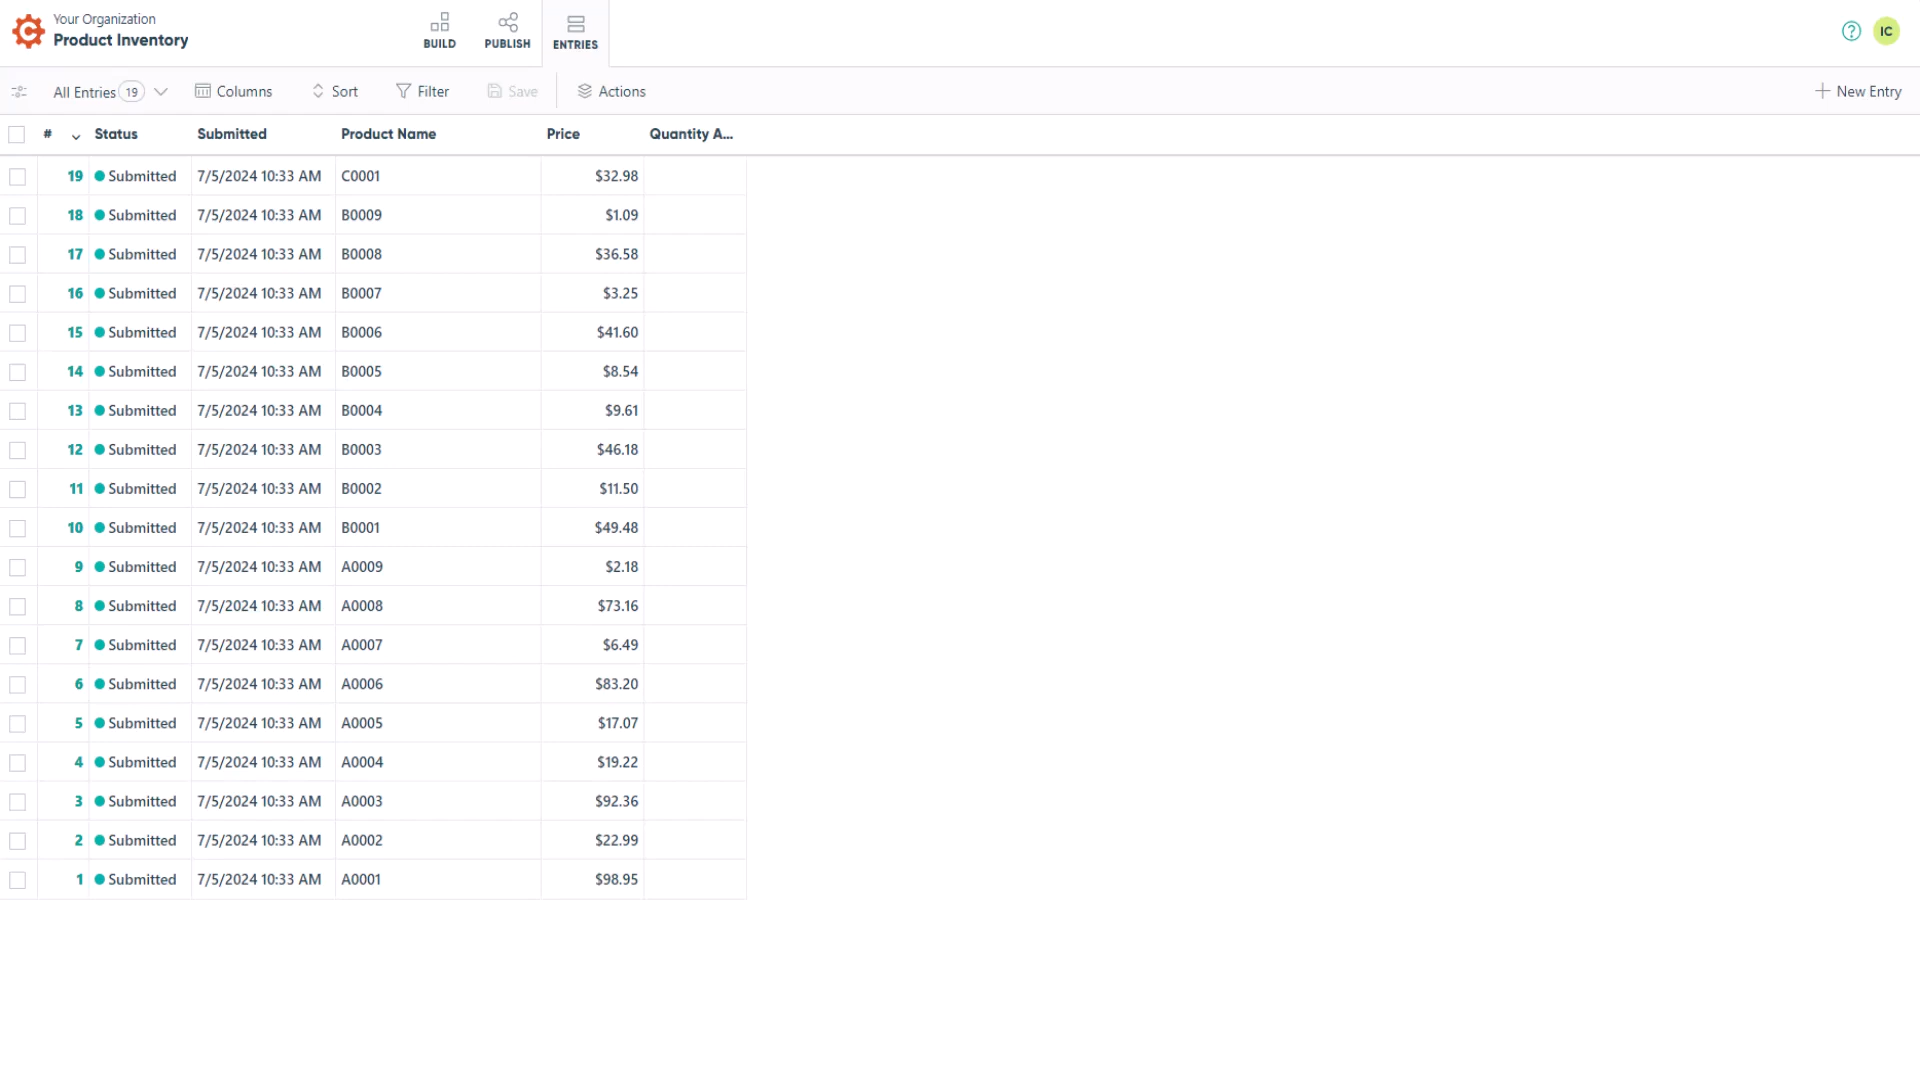 Your Organization
Product Inventory
BUILD
PUBLISH
ENTRIES
IC
All Entries 19
Columns
Sort
Filter
Save
Actions
New Entry
# Status Submitted Product Name Price Quantity A...
19 Submitted 7/5/2024 10:33 AM C0001 $32.98
18 Submitted 7/5/2024 10:33 AM B0009 $1.09
17 Submitted 7/5/2024 10:33 AM B0008 $36.58
16 Submitted 7/5/2024 10:33 AM B0007 $3.25
15 Submitted 7/5/2024 10:33 AM B0006 $41.60
14 Submitted 7/5/2024 10:33 AM B0005 $8.54
13 Submitted 7/5/2024 10:33 AM B0004 $9.61
12 Submitted 7/5/2024 10:33 AM B0003 $46.18
11 Submitted 7/5/2024 10:33 AM B0002 $11.50
10 Submitted 7/5/2024 10:33 AM B0001 $49.48
9 Submitted 7/5/2024 10:33 AM A0009 $2.18
8 Submitted 7/5/2024 10:33 AM A0008 $73.16
7 Submitted 7/5/2024 10:33 AM A0007 $6.49
6 Submitted 7/5/2024 10:33 AM A0006 $83.20
5 Submitted 7/5/2024 10:33 AM A0005 $17.07
4 Submitted 7/5/2024 10:33 AM A0004 $19.22
3 Submitted 7/5/2024 10:33 AM A0003 $92.36
2 Submitted 7/5/2024 10:33 AM A0002 $22.99
1 Submitted 7/5/2024 10:33 AM A0001 $98.95